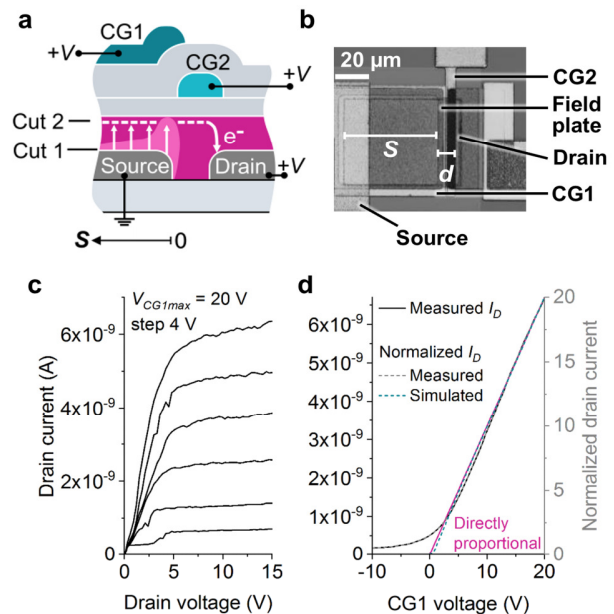 a
CG1
+V
CG2
+V
Cut 2
e⁻
Cut 1
Source
Drain
+V
S
0
b
20 µm
CG2
Field
plate
S
Drain
d
CG1
Source
c
V_CG1max = 20 V
step 4 V
6x10⁻⁹
4x10⁻⁹
2x10⁻⁹
0
0 5 10 15
Drain current (A)
Drain voltage (V)
d
6x10⁻⁹
5x10⁻⁹
4x10⁻⁹
3x10⁻⁹
2x10⁻⁹
1x10⁻⁹
0
Measured I_D
Normalized I_D
Measured
Simulated
Directly
proportional
20
15
10
5
0
Normalized drain current
-10 0 10 20
CG1 voltage (V)